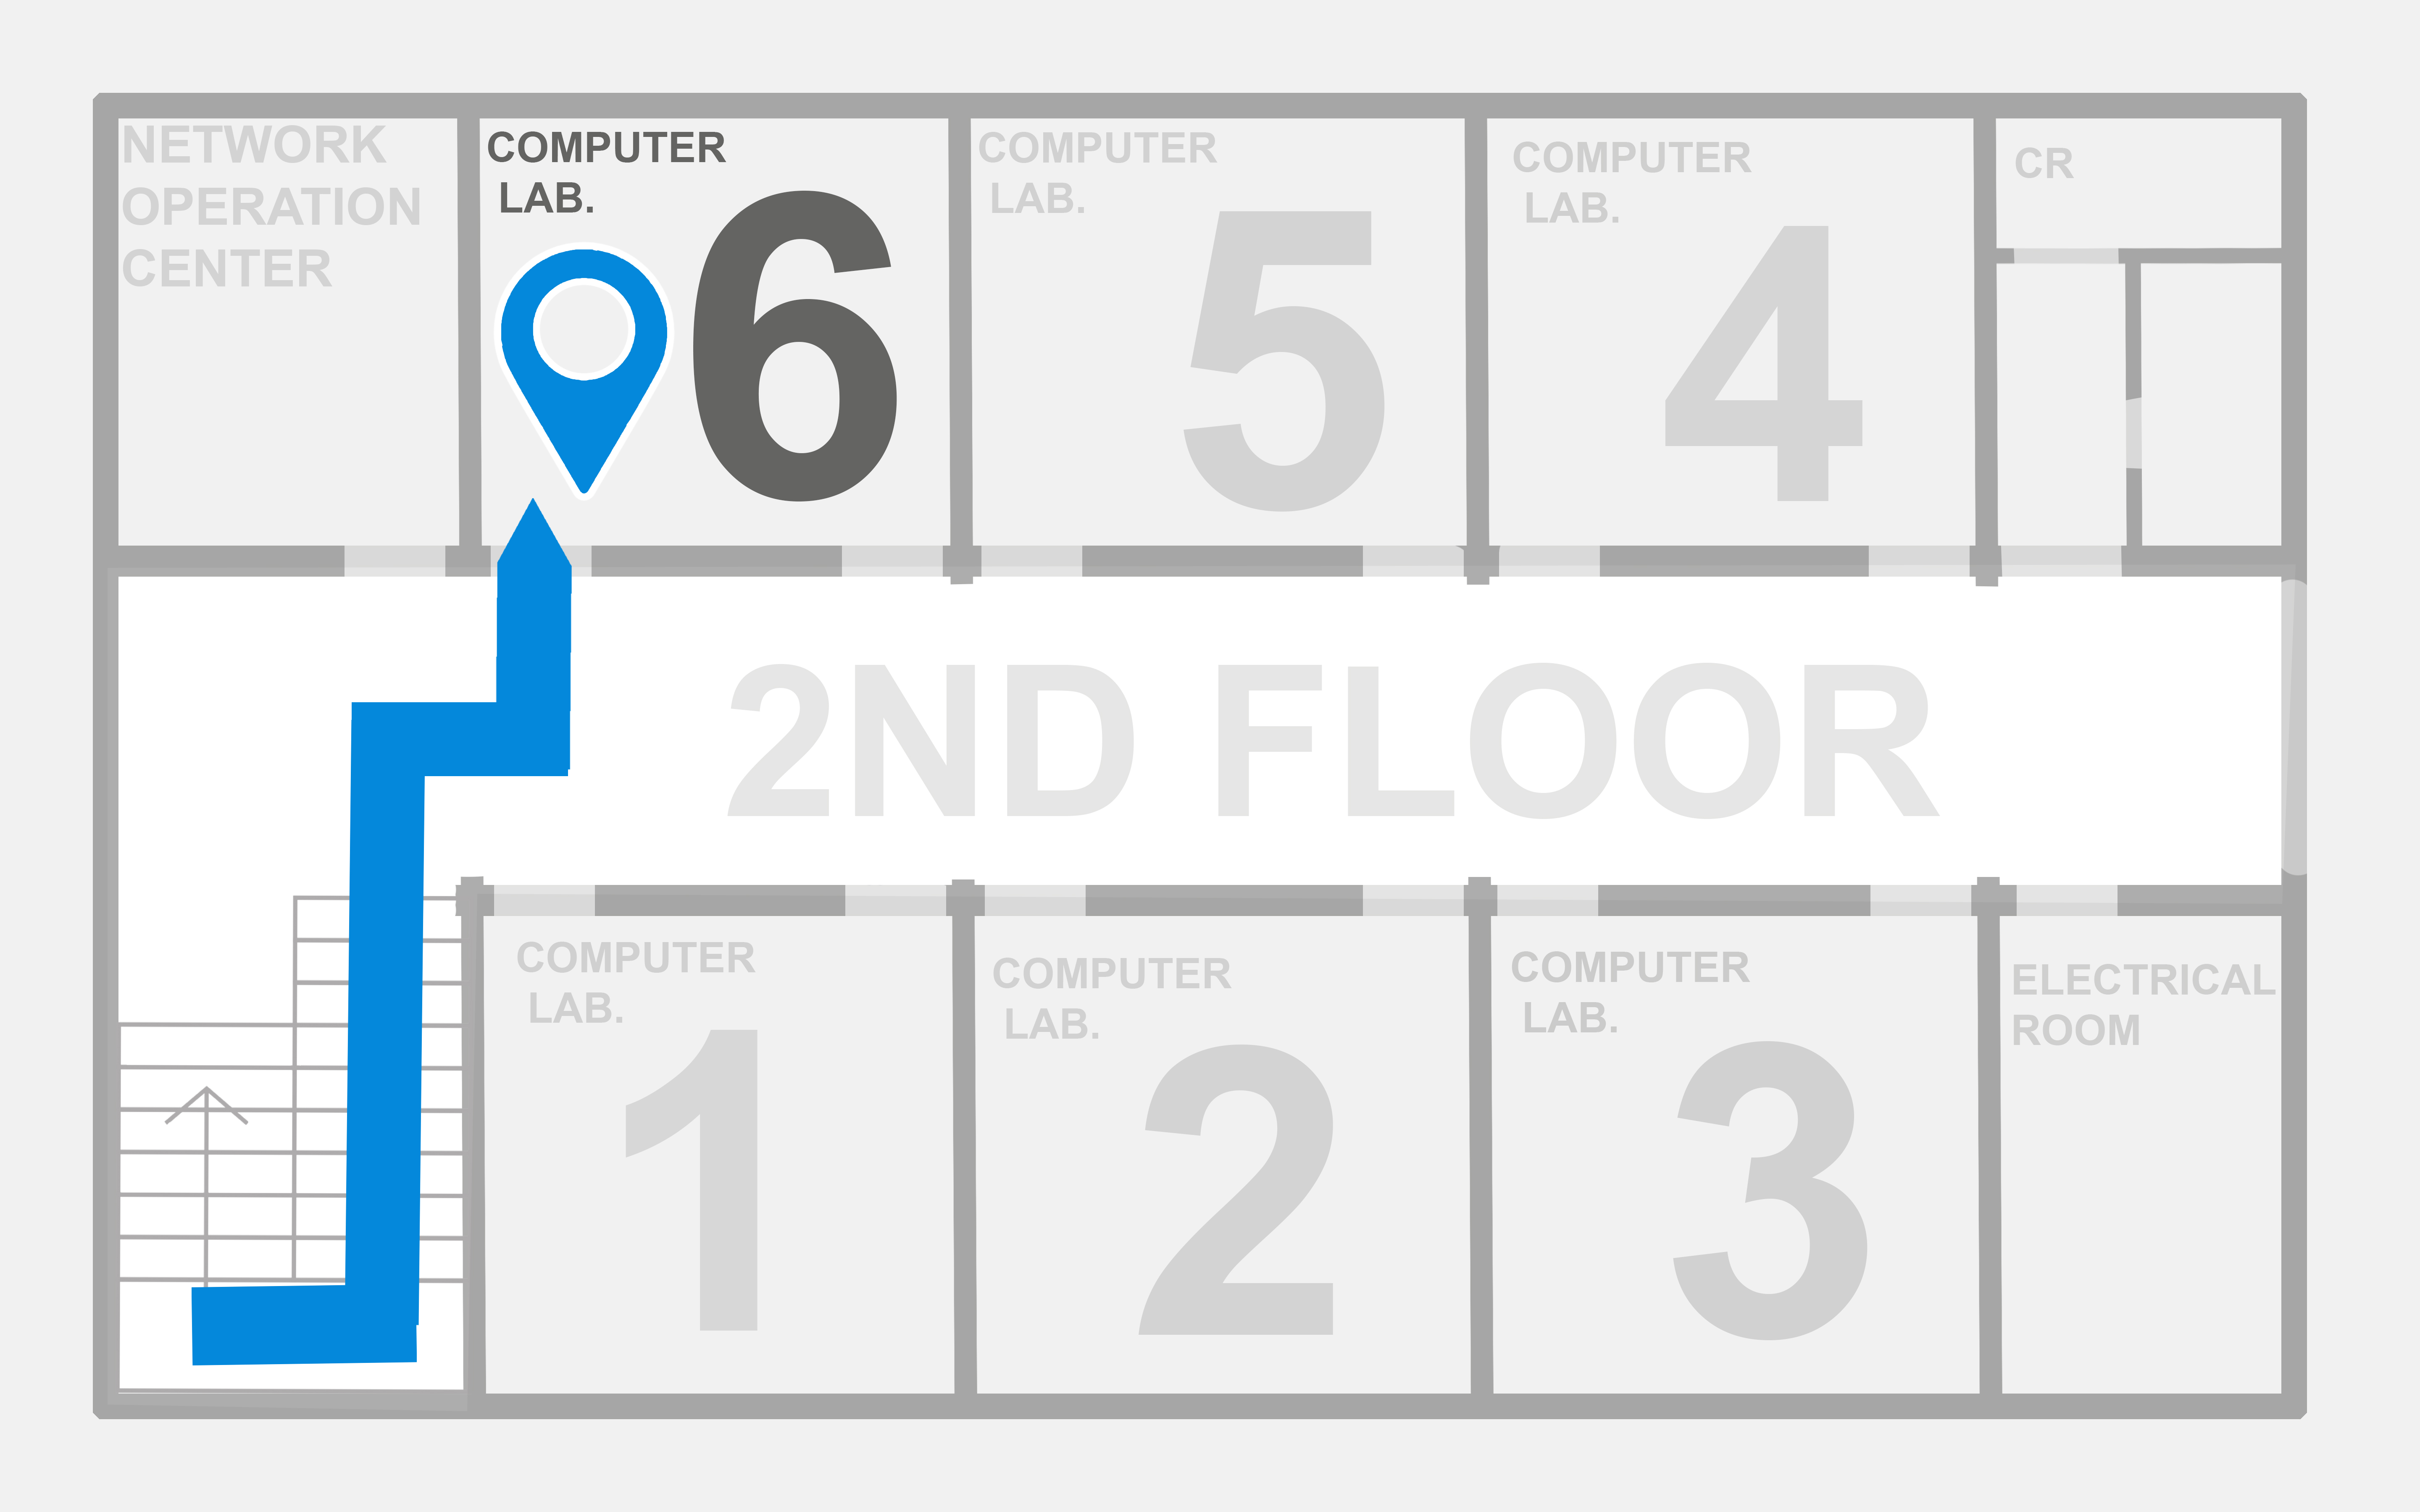 NETWORK
OPERATION
CENTER
COMPUTER
LAB.
6
COMPUTER
LAB.
5
COMPUTER
LAB.
4
CR
2ND FLOOR
COMPUTER
LAB.
1
COMPUTER
LAB.
2
COMPUTER
LAB.
3
ELECTRICAL
ROOM